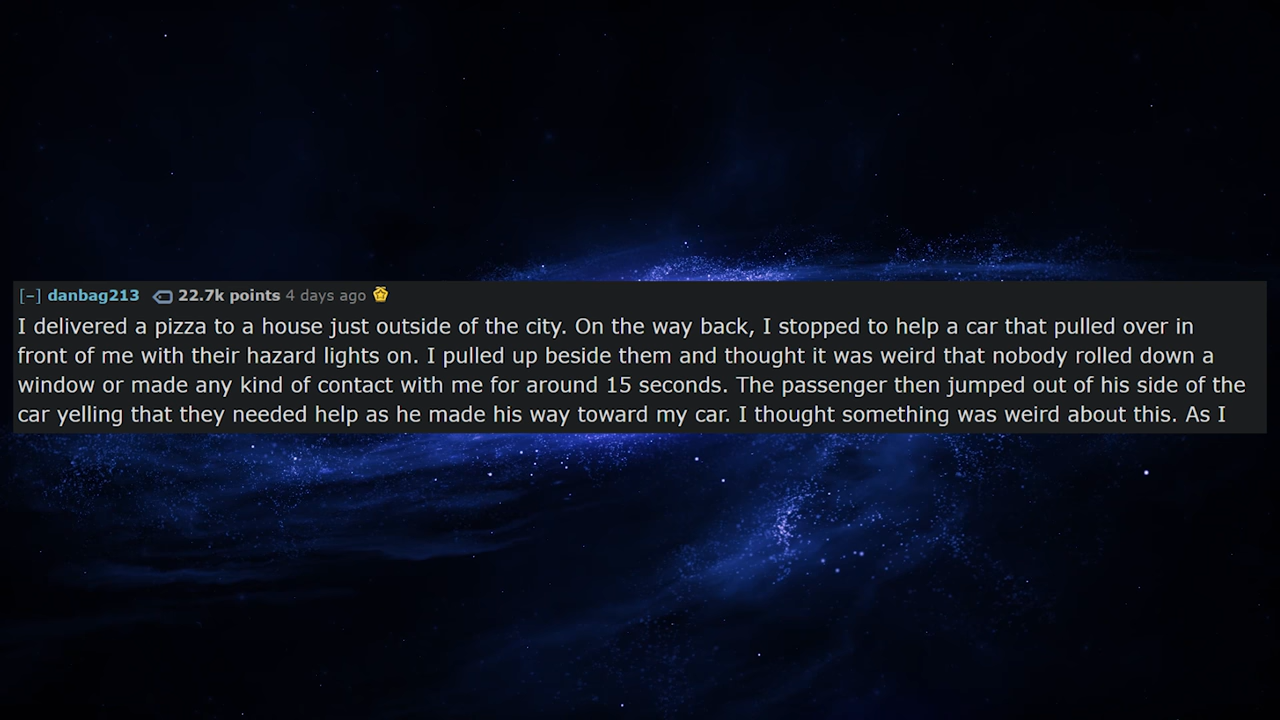 [–] danbag213 22.7k points 4 days ago
I delivered a pizza to a house just outside of the city. On the way back, I stopped to help a car that pulled over in
front of me with their hazard lights on. I pulled up beside them and thought it was weird that nobody rolled down a
window or made any kind of contact with me for around 15 seconds. The passenger then jumped out of his side of the
car yelling that they needed help as he made his way toward my car. I thought something was weird about this. As I